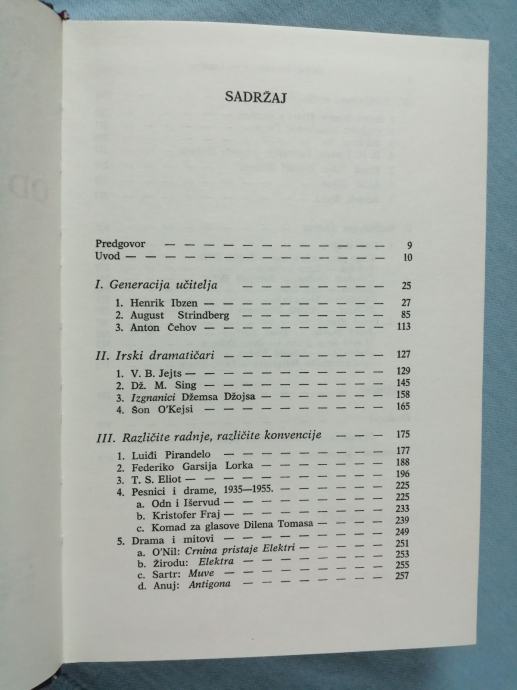 SADRŽAJ
Predgovor — — — — — — — — — — — — 9
Uvod — — — — — — — — — — — — — 10
I. Generacija učitelja — — — — — — — 25
1. Henrik Ibzen — — — — — — — — — 27
2. August Strindberg — — — — — — — — 85
3. Anton Čehov — — — — — — — — — 113
II. Irski dramatičari — — — — — — — — 127
1. V. B. Jejts — — — — — — — — — — 129
2. Dž. M. Sing — — — — — — — — — 145
3. Izgnanici Džemsa Džojsa — — — — — — 158
4. Šon O'Kejsi — — — — — — — — — 165
III. Različite radnje, različite konvencije — — — 175
1. Luiđi Pirandelo — — — — — — — — 177
2. Federiko Garsija Lorka — — — — — — 188
3. T. S. Eliot — — — — — — — — — — 196
4. Pesnici i drame, 1935—1955. — — — — — 225
a. Odn i Išervud — — — — — — — — 225
b. Kristofer Fraj — — — — — — — — 233
c. Komad za glasove Dilena Tomasa — — — 239
5. Drama i mitovi — — — — — — — — 249
a. O'Nil: Crnina pristaje Elektri — — — — 251
b. Žirodu: Elektra — — — — — — — 253
c. Sartr: Muve — — — — — — — — 255
d. Anuj: Antigona — — — — — — — 257